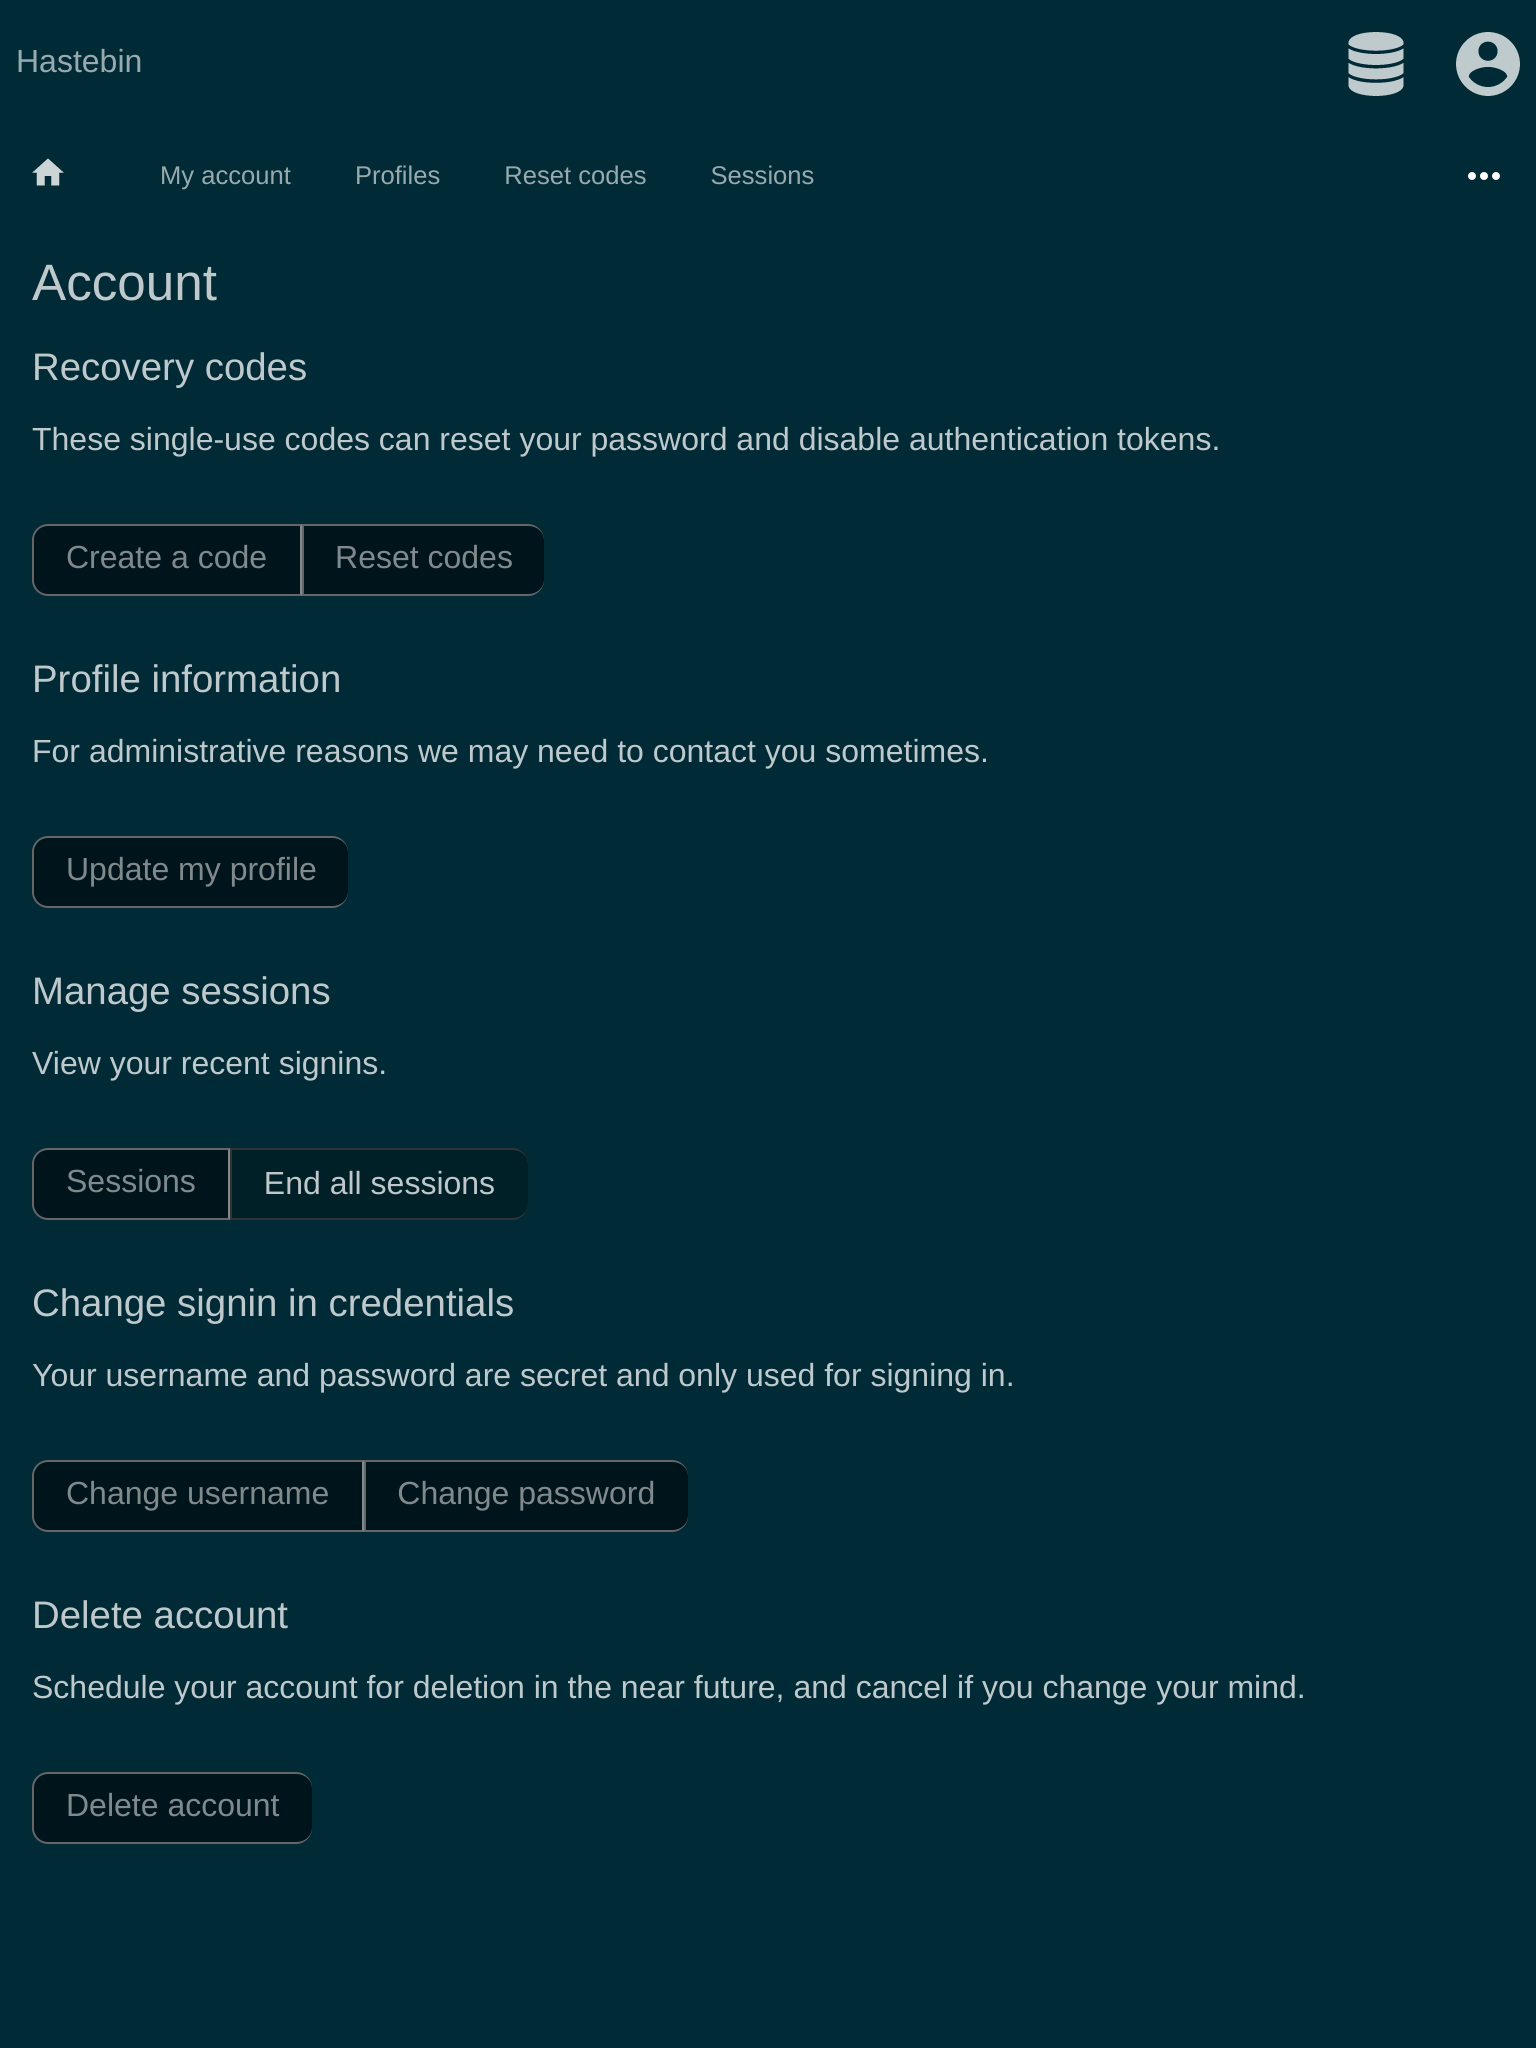 Hastebin
My account Profiles Reset codes Sessions
Account
Recovery codes
These single-use codes can reset your password and disable authentication tokens.
Create a code Reset codes
Profile information
For administrative reasons we may need to contact you sometimes.
Update my profile
Manage sessions
View your recent signins.
Sessions End all sessions
Change signin in credentials
Your username and password are secret and only used for signing in.
Change username Change password
Delete account
Schedule your account for deletion in the near future, and cancel if you change your mind.
Delete account